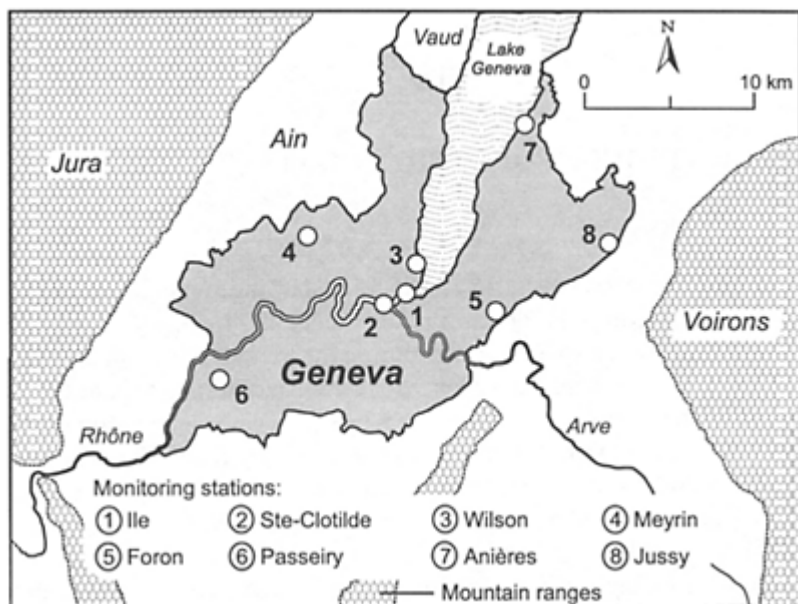 Vaud
Lake
Geneva
N
0 10 km
Ain
Jura
7
4
3
8
1
2
5
Voirons
Geneva
6
Rhône
Arve
Monitoring stations:
1 Ile 2 Ste-Clotilde 3 Wilson 4 Meyrin
5 Foron 6 Passeiry 7 Anières 8 Jussy
Mountain ranges